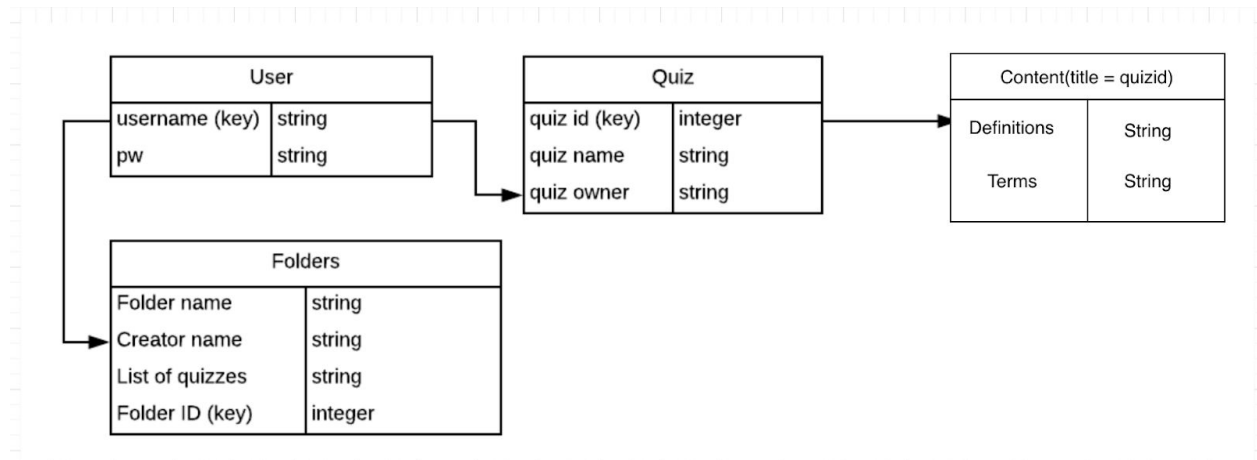 User
username (key) string
pw string
Quiz
quiz id (key) integer
quiz name string
quiz owner string
Content(title = quizid)
Definitions String
Terms String
Folders
Folder name string
Creator name string
List of quizzes string
Folder ID (key) integer